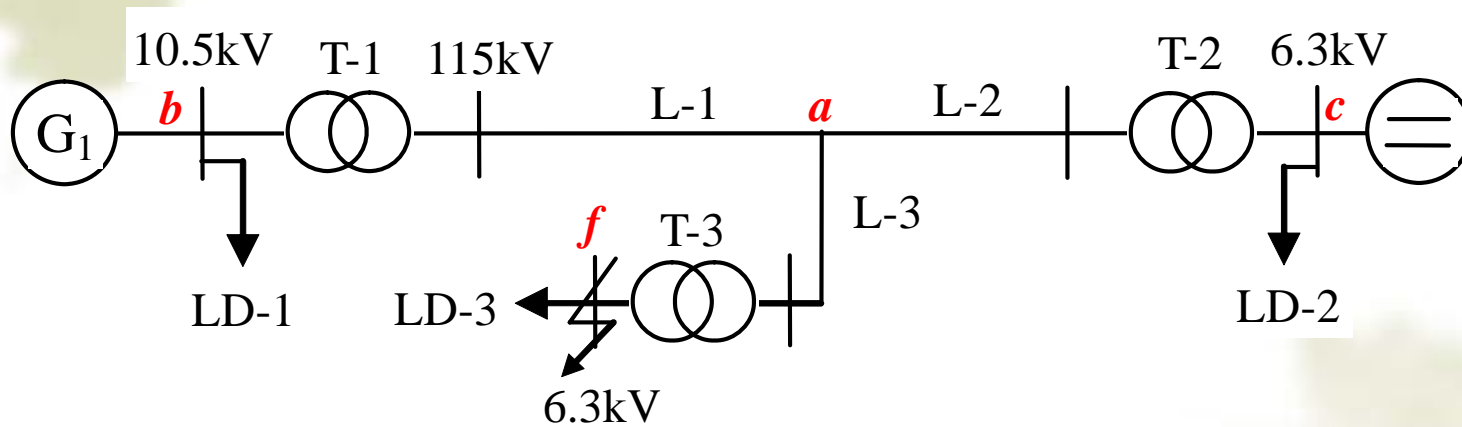 10.5kV T-1 115kV T-2 6.3kV
b L-1 a L-2 c
G₁
f T-3 L-3
LD-1 LD-3 LD-2
6.3kV